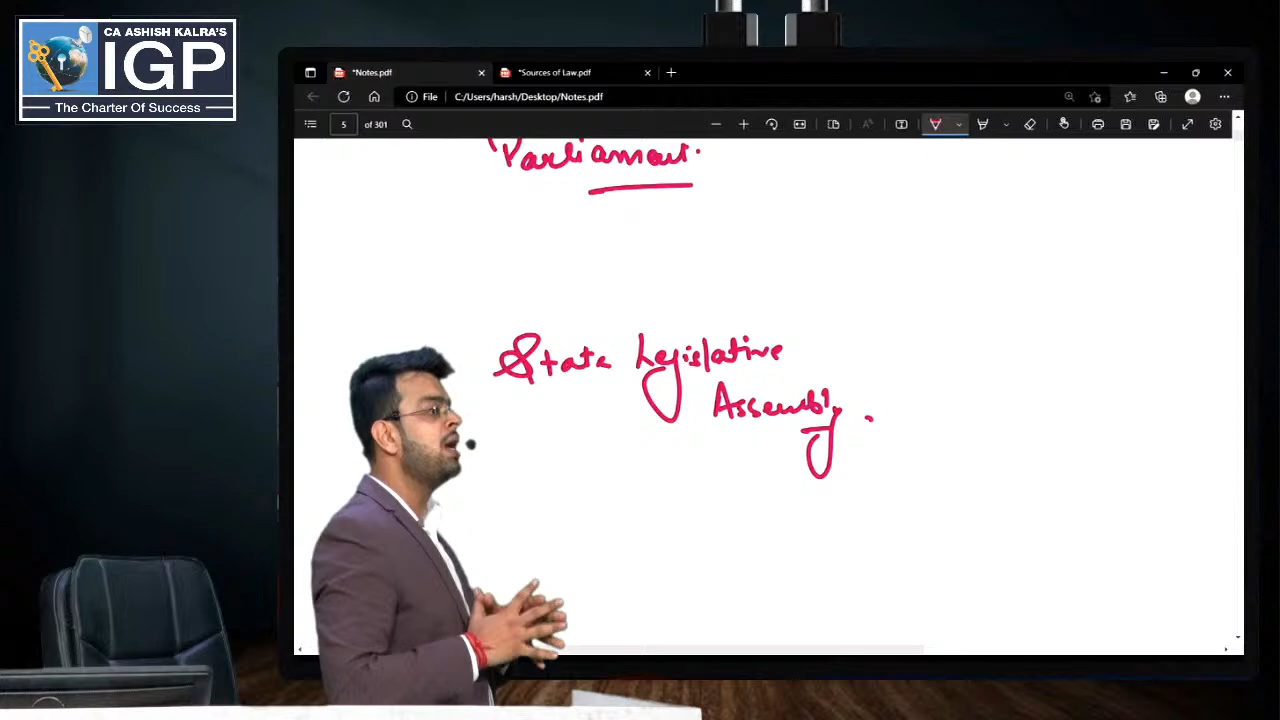 CA ASHISH KALRA'S
IGP
The Charter Of Success
*Notes.pdf
*Sources of Law.pdf
File
C:/Users/harsh/Desktop/Notes.pdf
5 of 301
Parliament.
State Legislative
Assembly.